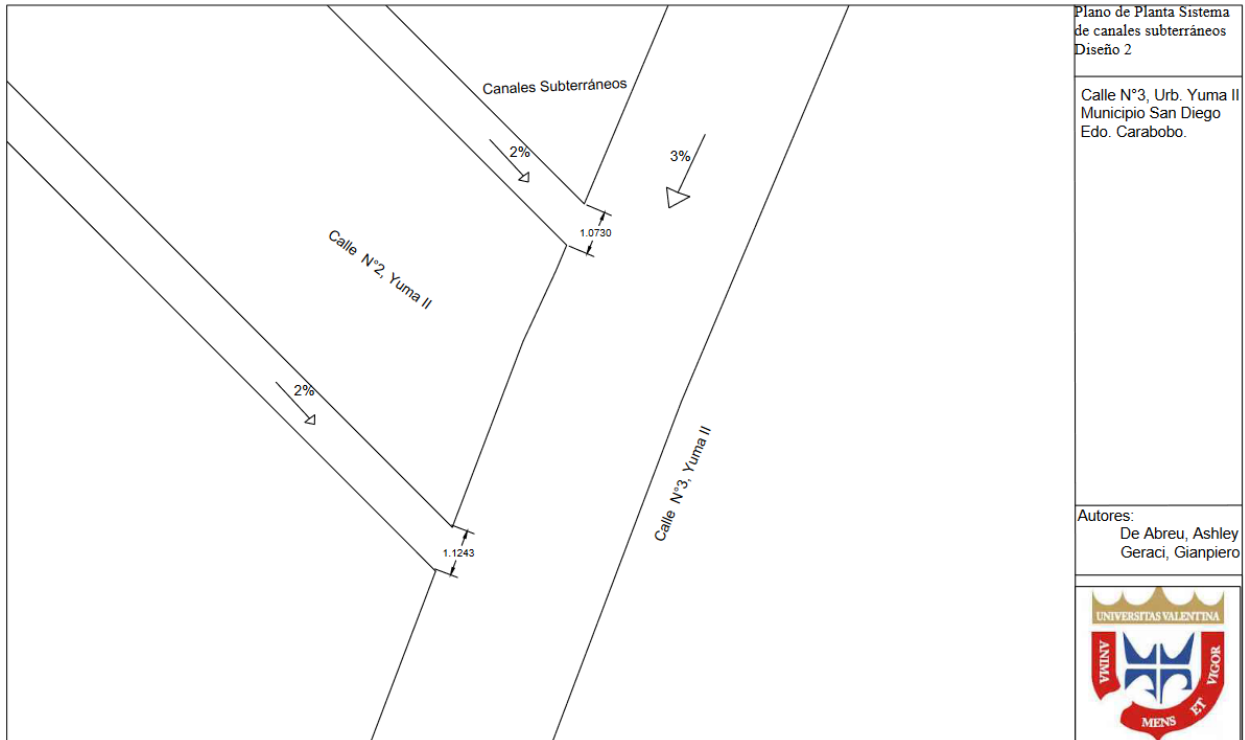 Plano de Planta Sistema
de canales subterráneos
Diseño 2
Calle N°3, Urb. Yuma II
Municipio San Diego
Edo. Carabobo.
Canales Subterráneos
2%
3%
1.0730
Calle N°2, Yuma II
2%
Calle N°3, Yuma II
1.1243
Autores:
De Abreu, Ashley
Geraci, Gianpiero
UNIVERSITAS VALENTINA
ANIMA
MENS
ET
VIGOR